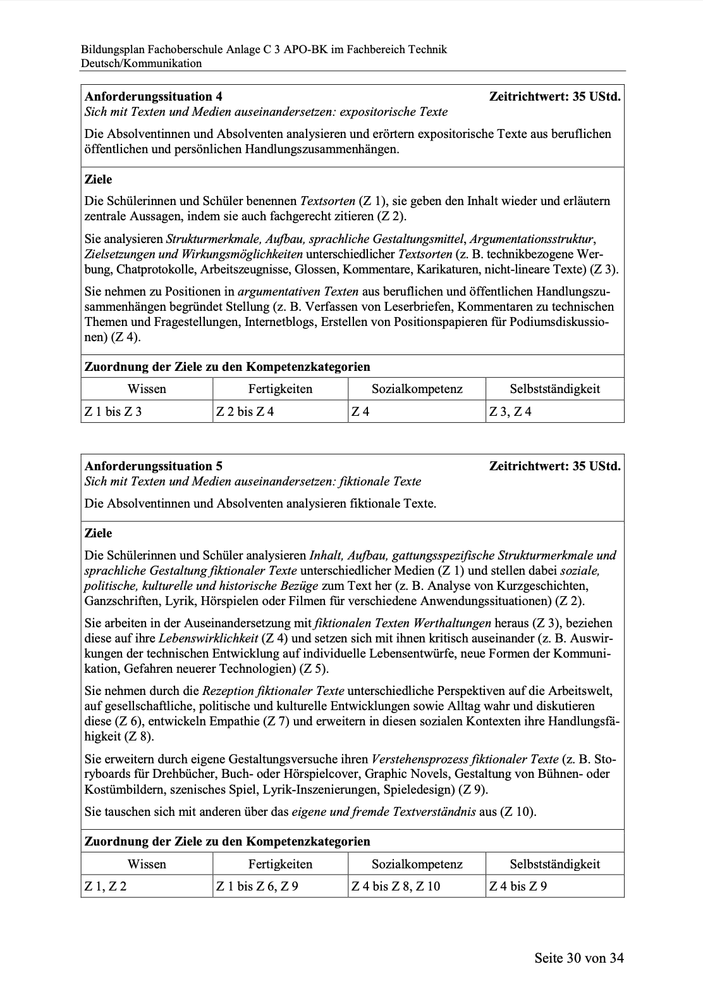 Bildungsplan Fachoberschule Anlage C 3 APO-BK im Fachbereich Technik
Deutsch/Kommunikation
Anforderungssituation 4 Zeitrichtwert: 35 UStd.
Sich mit Texten und Medien auseinandersetzen: expositorische Texte
Die Absolventinnen und Absolventen analysieren und erörtern expositorische Texte aus beruflichen
öffentlichen und persönlichen Handlungszusammenhängen.
Ziele
Die Schülerinnen und Schüler benennen Textsorten (Z 1), sie geben den Inhalt wieder und erläutern
zentrale Aussagen, indem sie auch fachgerecht zitieren (Z 2).
Sie analysieren Strukturmerkmale, Aufbau, sprachliche Gestaltungsmittel, Argumentationsstruktur,
Zielsetzungen und Wirkungsmöglichkeiten unterschiedlicher Textsorten (z. B. technikbezogene Wer-
bung, Chatprotokolle, Arbeitszeugnisse, Glossen, Kommentare, Karikaturen, nicht-lineare Texte) (Z 3).
Sie nehmen zu Positionen in argumentativen Texten aus beruflichen und öffentlichen Handlungszu-
sammenhängen begründet Stellung (z. B. Verfassen von Leserbriefen, Kommentaren zu technischen
Themen und Fragestellungen, Internetblogs, Erstellen von Positionspapieren für Podiumsdiskussio-
nen) (Z 4).
Zuordnung der Ziele zu den Kompetenzkategorien
Wissen Fertigkeiten Sozialkompetenz Selbstständigkeit
Z 1 bis Z 3 Z 2 bis Z 4 Z 4 Z 3, Z 4
Anforderungssituation 5 Zeitrichtwert: 35 UStd.
Sich mit Texten und Medien auseinandersetzen: fiktionale Texte
Die Absolventinnen und Absolventen analysieren fiktionale Texte.
Ziele
Die Schülerinnen und Schüler analysieren Inhalt, Aufbau, gattungsspezifische Strukturmerkmale und
sprachliche Gestaltung fiktionaler Texte unterschiedlicher Medien (Z 1) und stellen dabei soziale,
politische, kulturelle und historische Bezüge zum Text her (z. B. Analyse von Kurzgeschichten,
Ganzschriften, Lyrik, Hörspielen oder Filmen für verschiedene Anwendungssituationen) (Z 2).
Sie arbeiten in der Auseinandersetzung mit fiktionalen Texten Werthaltungen heraus (Z 3), beziehen
diese auf ihre Lebenswirklichkeit (Z 4) und setzen sich mit ihnen kritisch auseinander (z. B. Auswir-
kungen der technischen Entwicklung auf individuelle Lebensentwürfe, neue Formen der Kommuni-
kation, Gefahren neuerer Technologien) (Z 5).
Sie nehmen durch die Rezeption fiktionaler Texte unterschiedliche Perspektiven auf die Arbeitswelt,
auf gesellschaftliche, politische und kulturelle Entwicklungen sowie Alltag wahr und diskutieren
diese (Z 6), entwickeln Empathie (Z 7) und erweitern in diesen sozialen Kontexten ihre Handlungsfä-
higkeit (Z 8).
Sie erweitern durch eigene Gestaltungsversuche ihren Verstehensprozess fiktionaler Texte (z. B. Sto-
ryboards für Drehbücher, Buch- oder Hörspielcover, Graphic Novels, Gestaltung von Bühnen- oder
Kostümbildern, szenisches Spiel, Lyrik-Inszenierungen, Spieledesign) (Z 9).
Sie tauschen sich mit anderen über das eigene und fremde Textverständnis aus (Z 10).
Zuordnung der Ziele zu den Kompetenzkategorien
Wissen Fertigkeiten Sozialkompetenz Selbstständigkeit
Z 1, Z 2 Z 1 bis Z 6, Z 9 Z 4 bis Z 8, Z 10 Z 4 bis Z 9
Seite 30 von 34